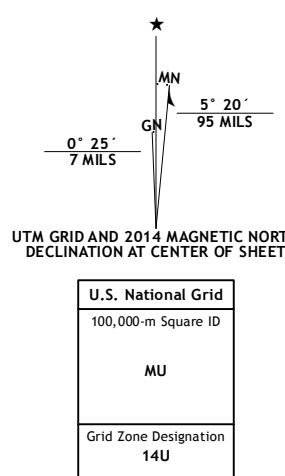 ★
MN
5° 20´
95 MILS
GN
0° 25´
7 MILS
UTM GRID AND 2014 MAGNETIC NORT
DECLINATION AT CENTER OF SHEET
U.S. National Grid
100,000-m Square ID
MU
Grid Zone Designation
14U